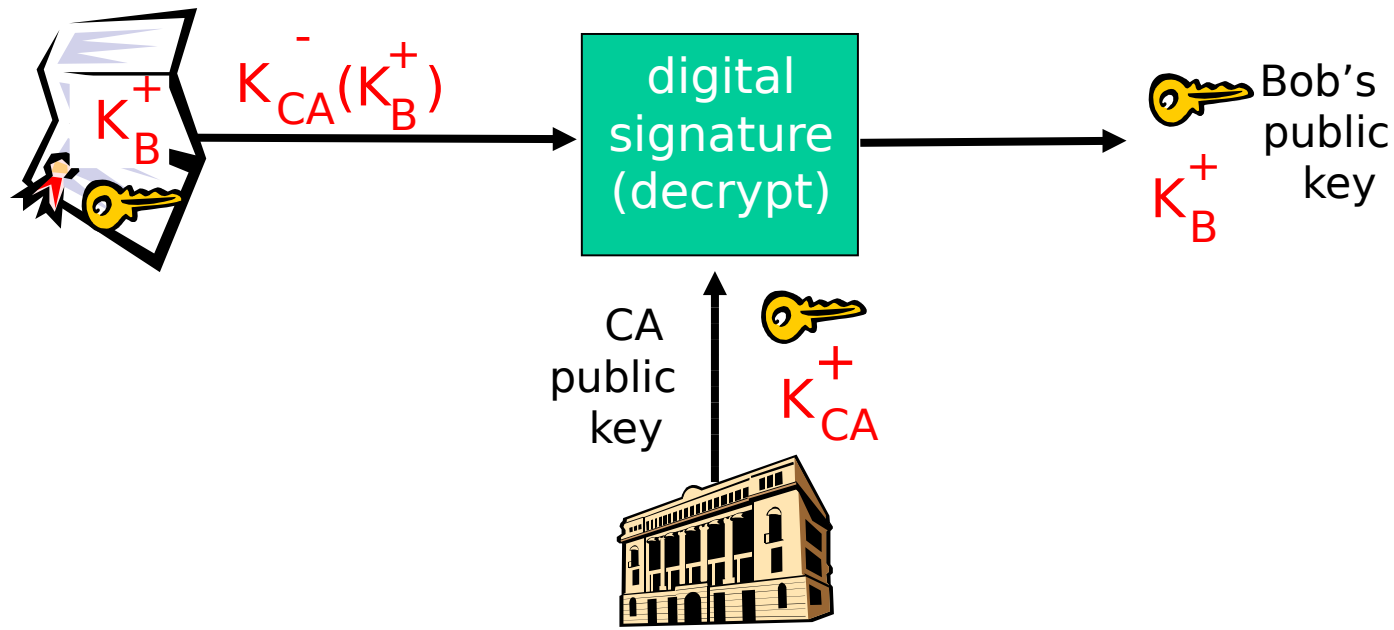 K_B^+
K_CA^-(K_B^+)
digital
signature
(decrypt)
Bob’s
public
key
K_B^+
CA
public
key
K_CA^+